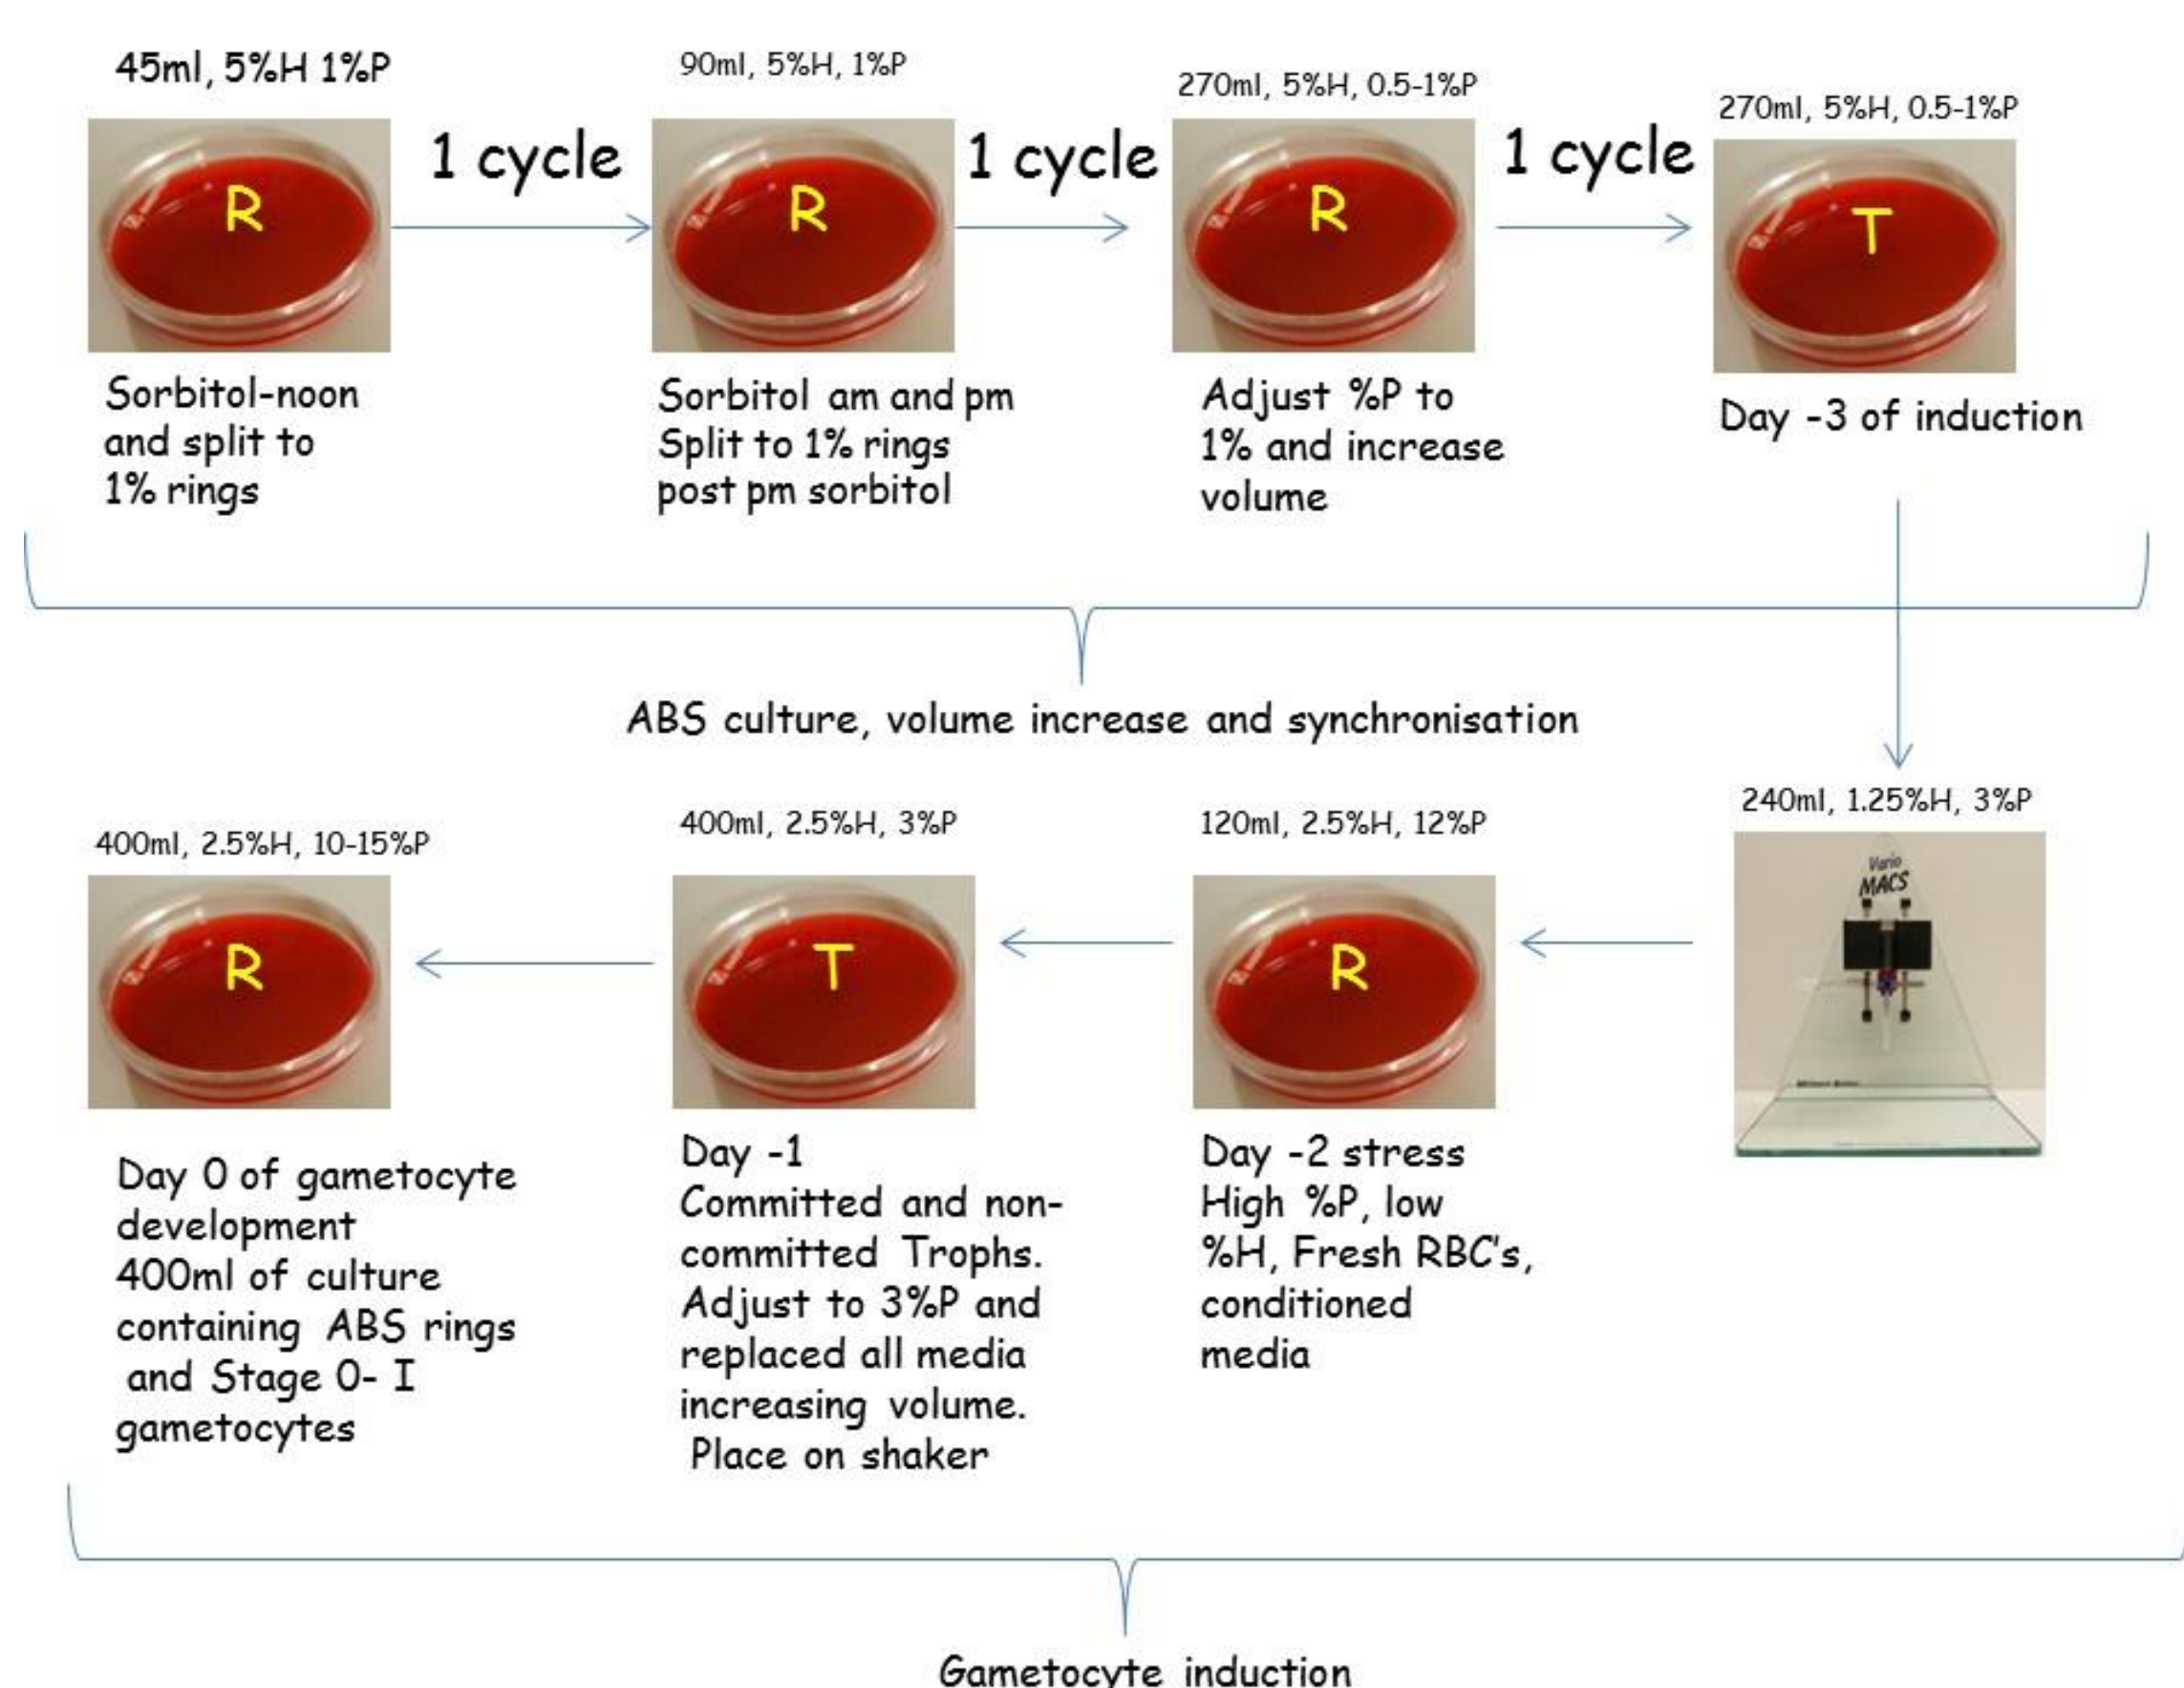 45ml, 5%H 1%P
90ml, 5%H, 1%P
270ml, 5%H, 0.5-1%P
270ml, 5%H, 0.5-1%P
R
1 cycle
R
1 cycle
R
1 cycle
T
Sorbitol-noon
and split to
1% rings
Sorbitol am and pm
Split to 1% rings
post pm sorbitol
Adjust %P to
1% and increase
volume
Day -3 of induction
ABS culture, volume increase and synchronisation
240ml, 1.25%H, 3%P
Vario
MACS
120ml, 2.5%H, 12%P
R
Day -2 stress
High %P, low
%H, Fresh RBC's,
conditioned
media
400ml, 2.5%H, 3%P
T
Day -1
Committed and non-
committed Trophs.
Adjust to 3%P and
replaced all media
increasing volume.
Place on shaker
400ml, 2.5%H, 10-15%P
R
Day 0 of gametocyte
development
400ml of culture
containing ABS rings
and Stage 0- I
gametocytes
Gametocyte induction